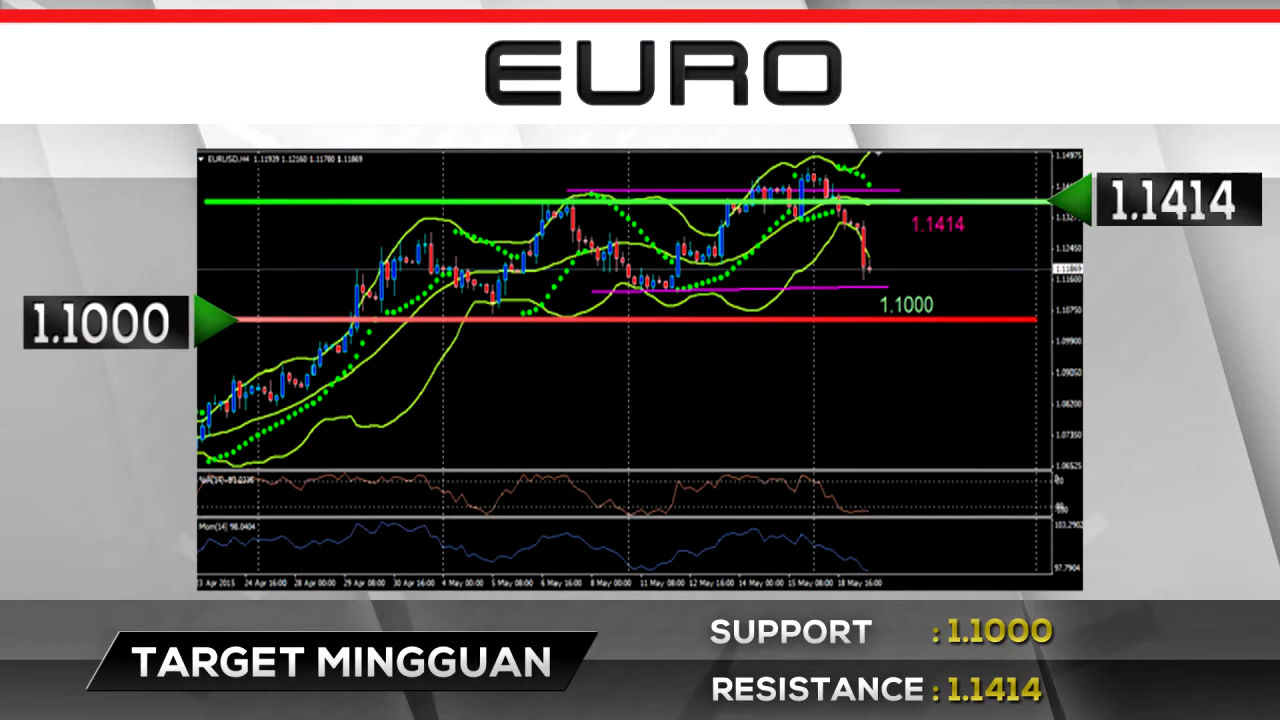 EURO
EURUSD,H4 1.11939 1.12160 1.11780 1.11869
1.14975
1.1414
1.1414
1.12450
1.11869
1.11600
1.1000
1.1000
1.10750
1.09900
1.09050
1.08200
1.07350
1.06525
Mom(14) 98.0404
103.2902
97.7904
23 Apr 2015 24 Apr 16:00 28 Apr 00:00 29 Apr 08:00 30 Apr 16:00 4 May 00:00 5 May 08:00 6 May 16:00 8 May 00:00 11 May 08:00 12 May 16:00 14 May 00:00 15 May 08:00 18 May 16:00
TARGET MINGGUAN
SUPPORT : 1.1000
RESISTANCE : 1.1414